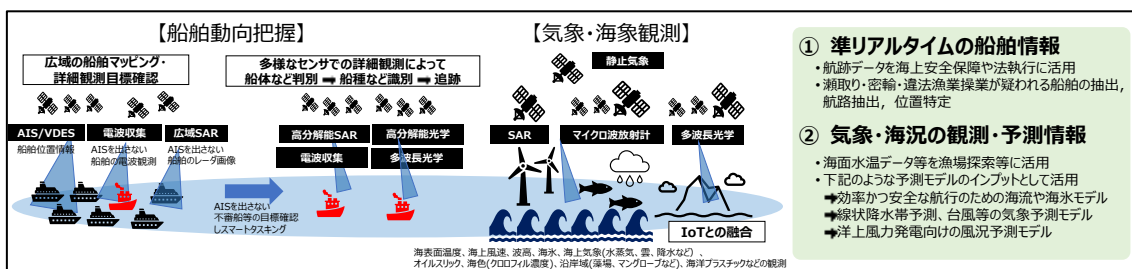 【船舶動向把握】
広域の船舶マッピング・
詳細観測目標確認
AIS/VDES
船舶位置情報
電波収集
AISを出さない
船舶の電波観測
広域SAR
AISを出さない
船舶のレーダ画像
AISを出さない
不審船等の目標確認
しスマートタスキング
多様なセンサでの詳細観測によって
船体など判別 ➡ 船種など識別 ➡ 追跡
高分解能SAR
高分解能光学
電波収集
多波長光学
【気象・海象観測】
静止気象
SAR
マイクロ波放射計
多波長光学
IoTとの融合
海表面温度、海上風速、波高、海氷、海上気象(水蒸気、雲、降水など)、
オイルスリック、海色(クロロフィル濃度)、沿岸域(藻場、マングローブなど)、海洋プラスチックなどの観測
① 準リアルタイムの船舶情報
・航跡データを海上安全保障や法執行に活用
・瀬取り・密輸・違法漁業操業が疑われる船舶の抽出,
航路抽出，位置特定
② 気象・海況の観測・予測情報
・海面水温データ等を漁場探索等に活用
・下記のような予測モデルのインプットとして活用
➡効率かつ安全な航行のための海流や海氷モデル
➡線状降水帯予測、台風等の気象予測モデル
➡洋上風力発電向けの風況予測モデル